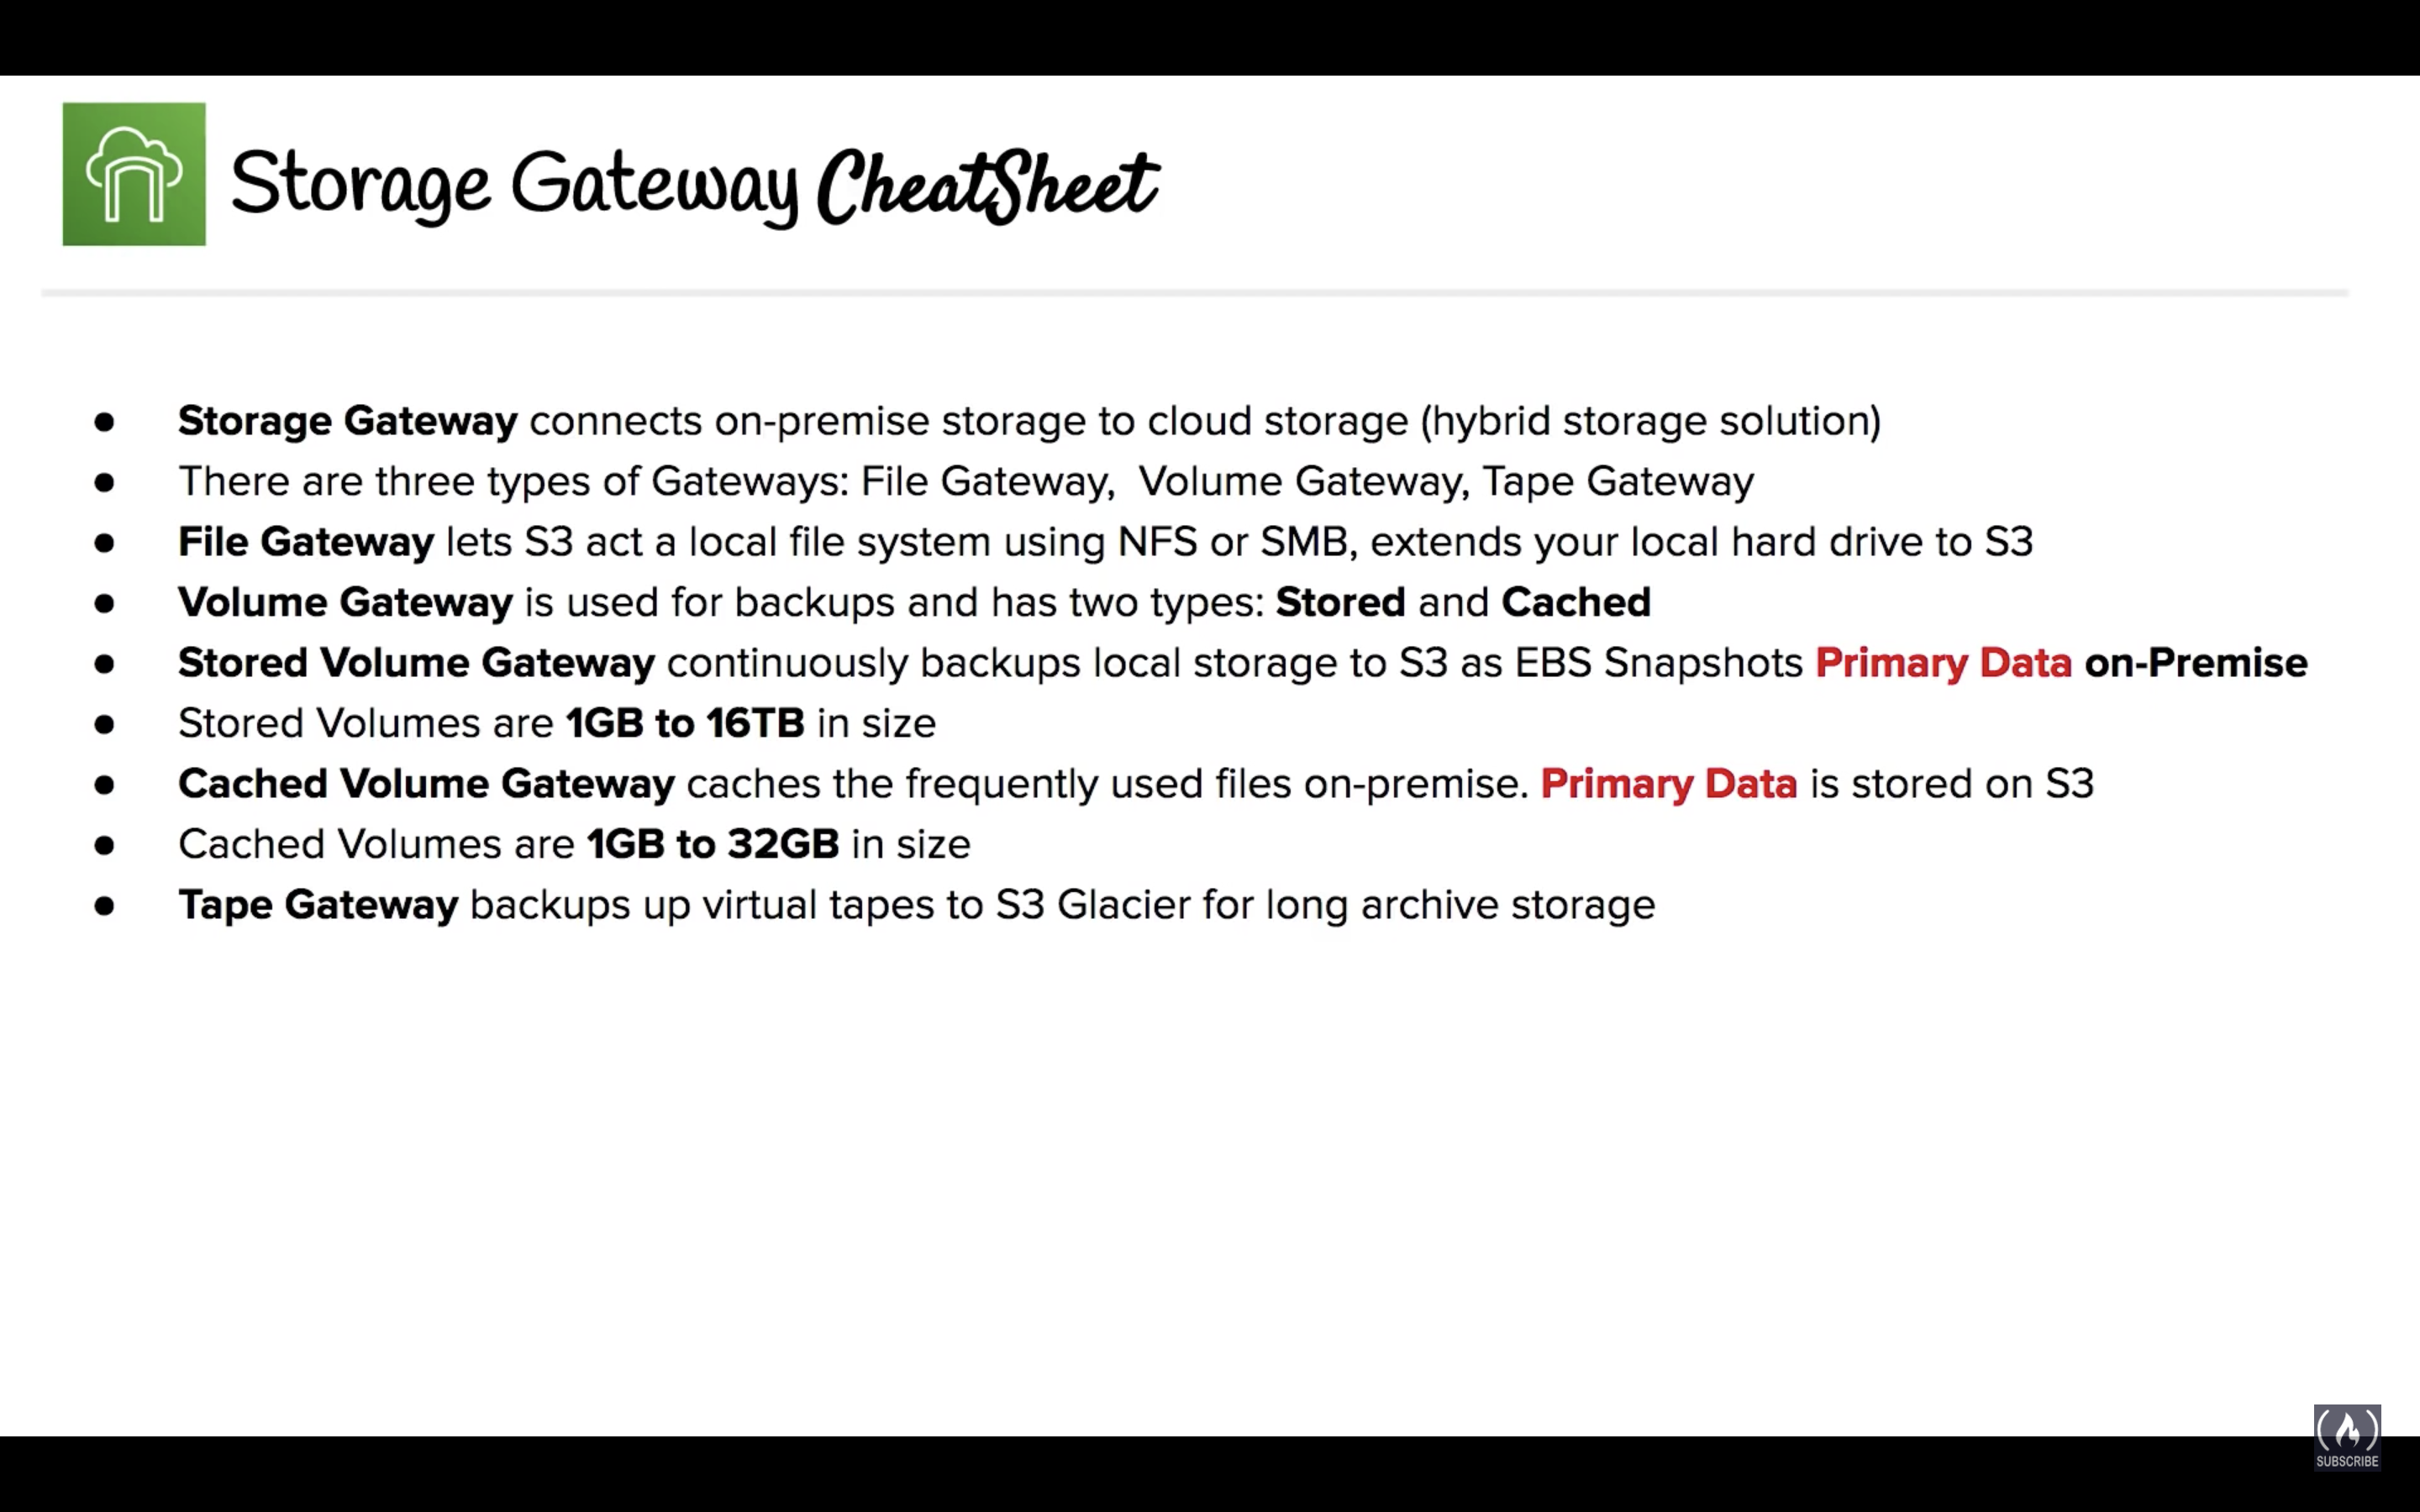 Storage Gateway CheatSheet
● Storage Gateway connects on-premise storage to cloud storage (hybrid storage solution)
● There are three types of Gateways: File Gateway,  Volume Gateway, Tape Gateway
● File Gateway lets S3 act a local file system using NFS or SMB, extends your local hard drive to S3
● Volume Gateway is used for backups and has two types: Stored and Cached
● Stored Volume Gateway continuously backups local storage to S3 as EBS Snapshots Primary Data on-Premise
● Stored Volumes are 1GB to 16TB in size
● Cached Volume Gateway caches the frequently used files on-premise. Primary Data is stored on S3
● Cached Volumes are 1GB to 32GB in size
● Tape Gateway backups up virtual tapes to S3 Glacier for long archive storage
SUBSCRIBE